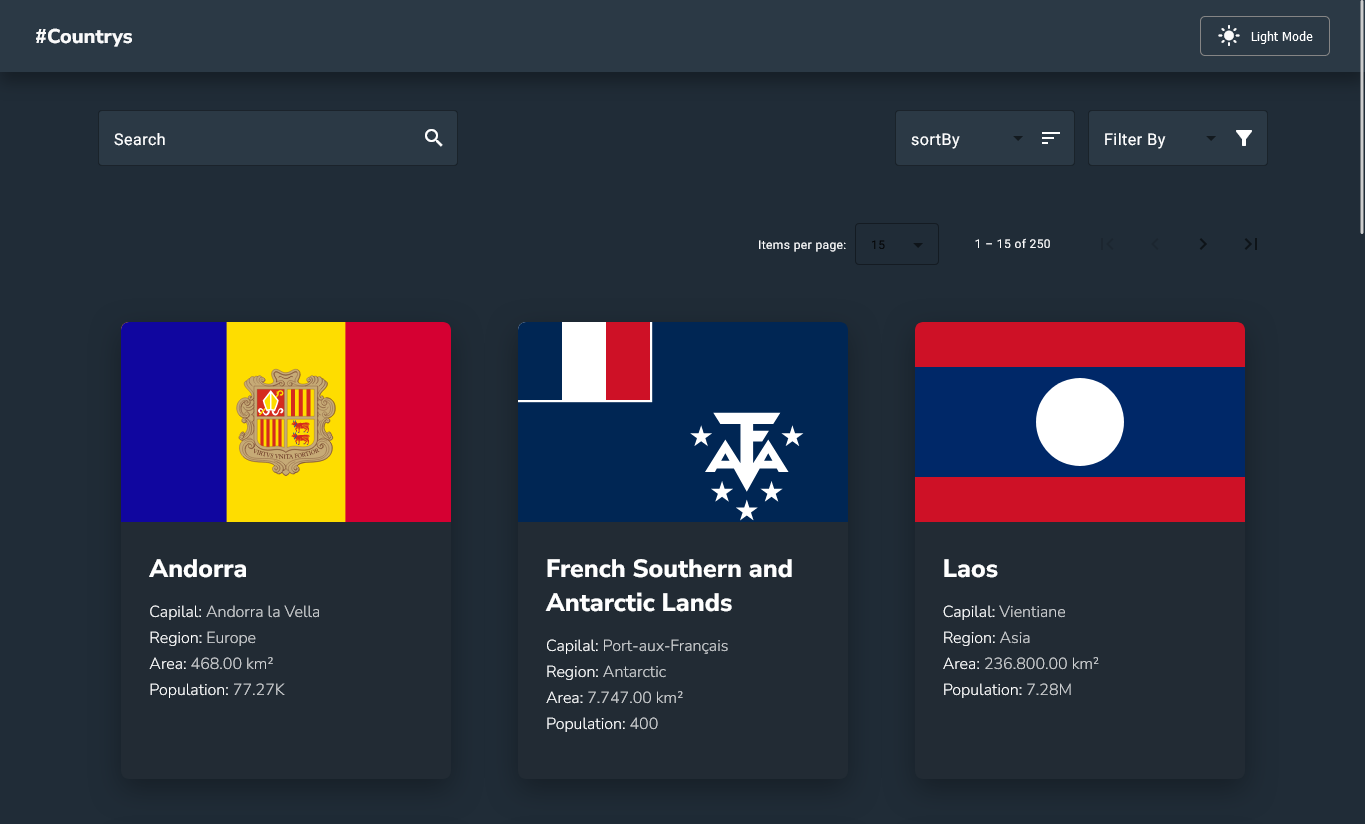 #Countrys
Light Mode
Search
sortBy
Filter By
Items per page:
15
1 – 15 of 250
VIRTUS VNITA FORTIOR
Andorra
Capilal: Andorra la Vella
Region: Europe
Area: 468.00 km²
Population: 77.27K
French Southern and
Antarctic Lands
Capilal: Port-aux-Français
Region: Antarctic
Area: 7.747.00 km²
Population: 400
Laos
Capilal: Vientiane
Region: Asia
Area: 236.800.00 km²
Population: 7.28M